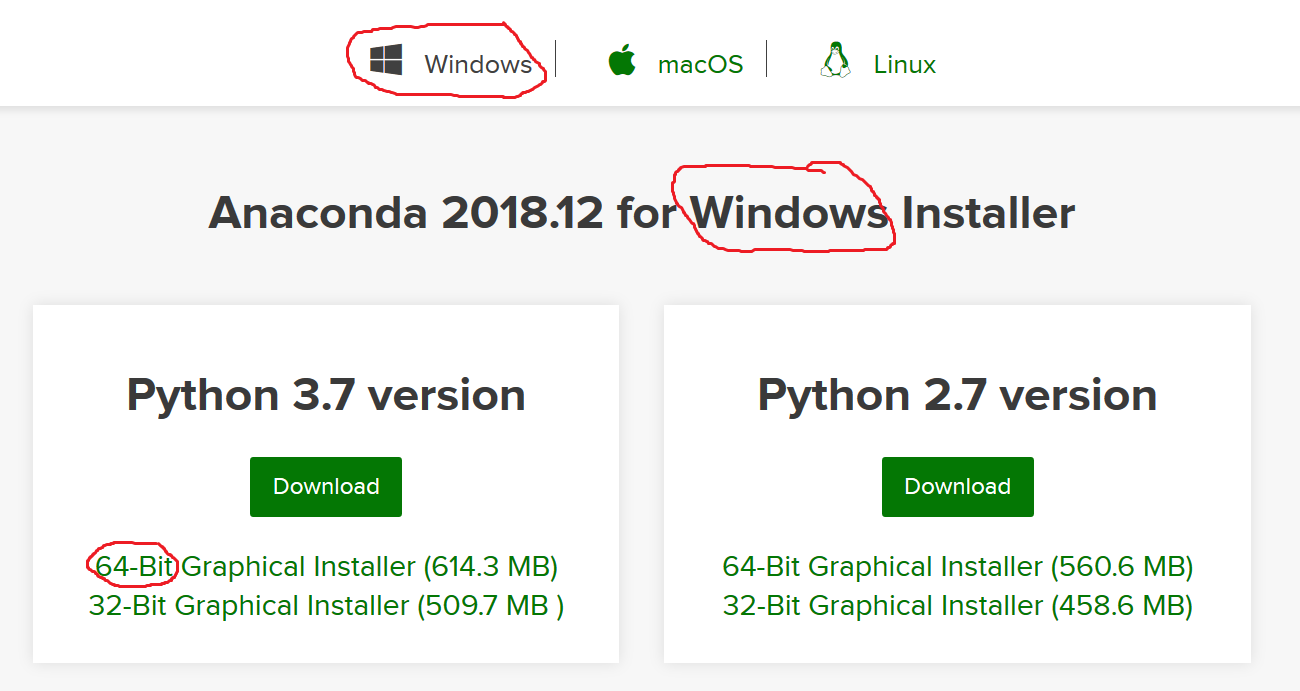 Windows macOS Linux
Anaconda 2018.12 for Windows Installer
Python 3.7 version
Download
64-Bit Graphical Installer (614.3 MB)
32-Bit Graphical Installer (509.7 MB )
Python 2.7 version
Download
64-Bit Graphical Installer (560.6 MB)
32-Bit Graphical Installer (458.6 MB)